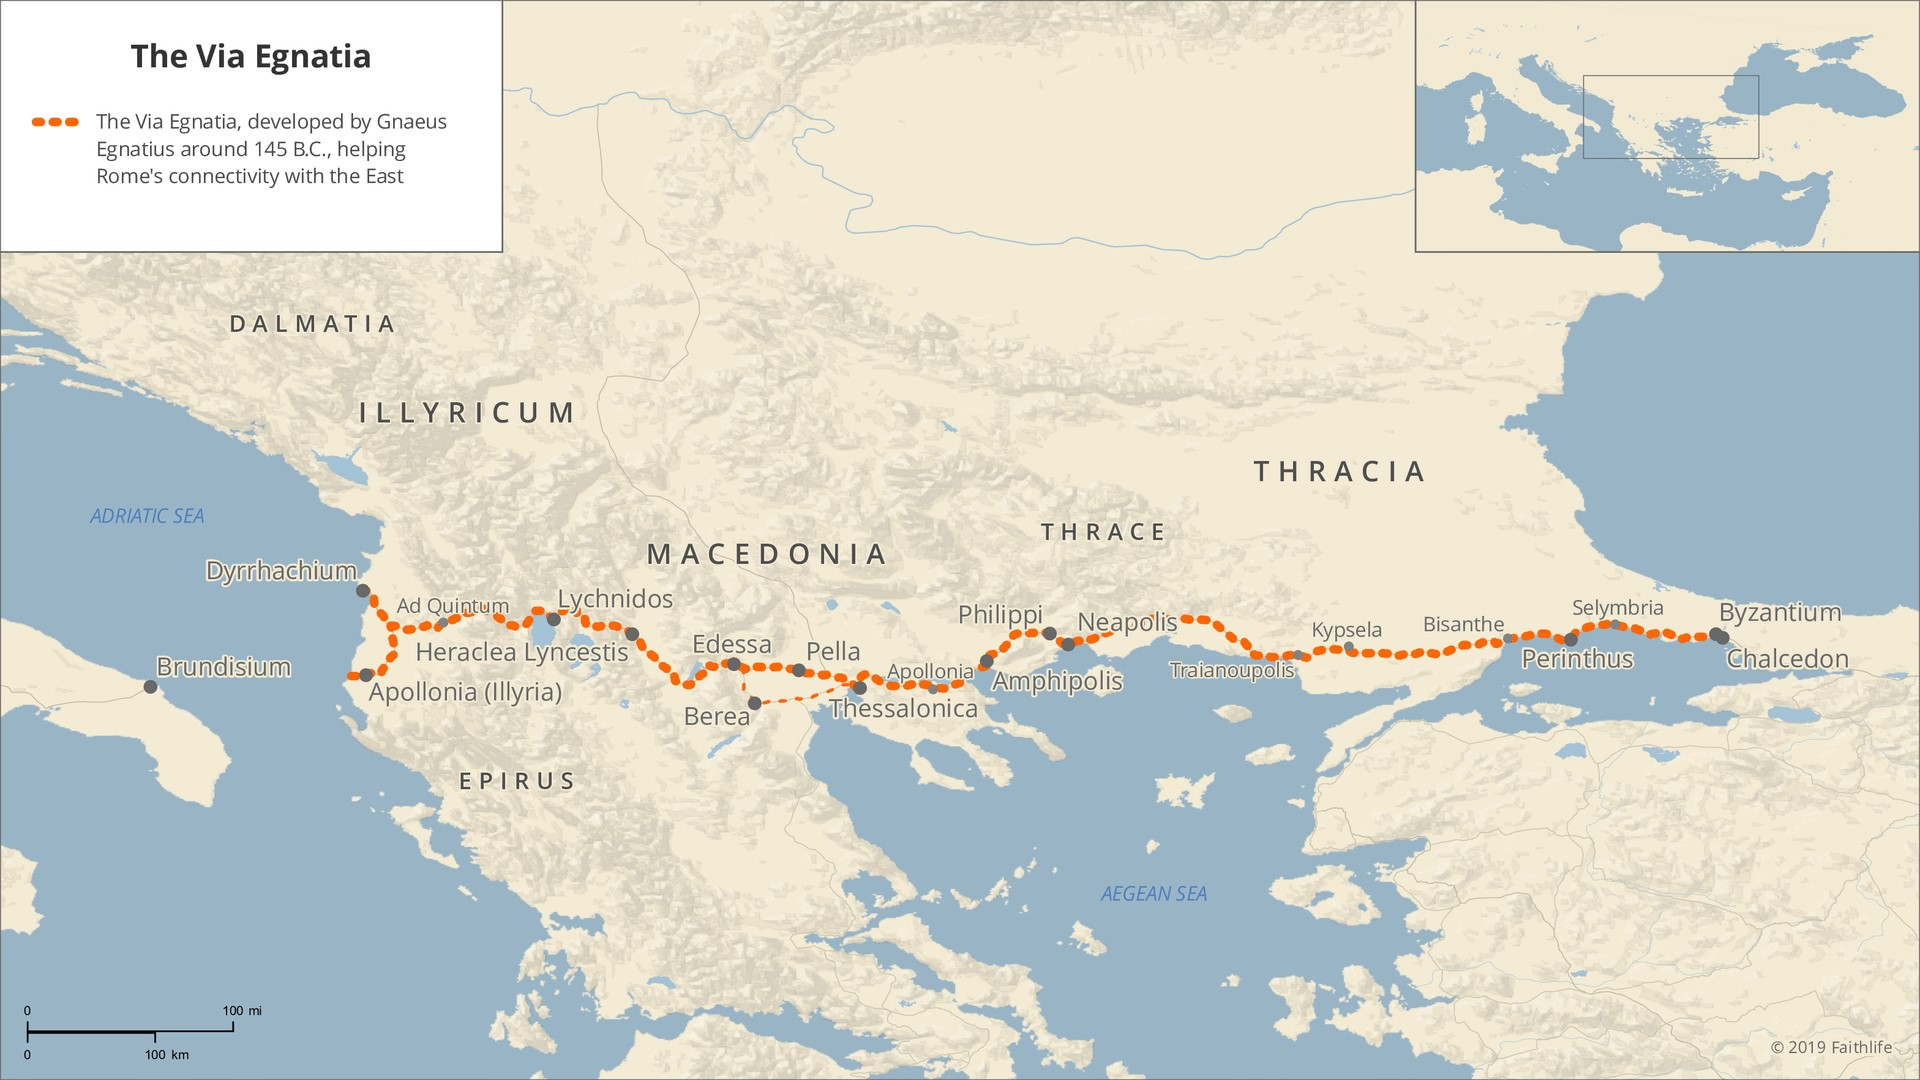 The Via Egnatia
The Via Egnatia, developed by Gnaeus
Egnatius around 145 B.C., helping
Rome's connectivity with the East
DALMATIA
ILLYRICUM
THRACIA
ADRIATIC SEA
THRACE
MACEDONIA
Dyrrhachium
Ad Quintum
Lychnidos
Philippi
Neapolis
Selymbria
Byzantium
Kypsela
Bisanthe
Heraclea Lyncestis
Edessa
Pella
Perinthus
Chalcedon
Brundisium
Apollonia
Traianoupolis
Amphipolis
Apollonia (Illyria)
Berea
Thessalonica
EPIRUS
AEGEAN SEA
0 100 mi
0 100 km
© 2019 Faithlife